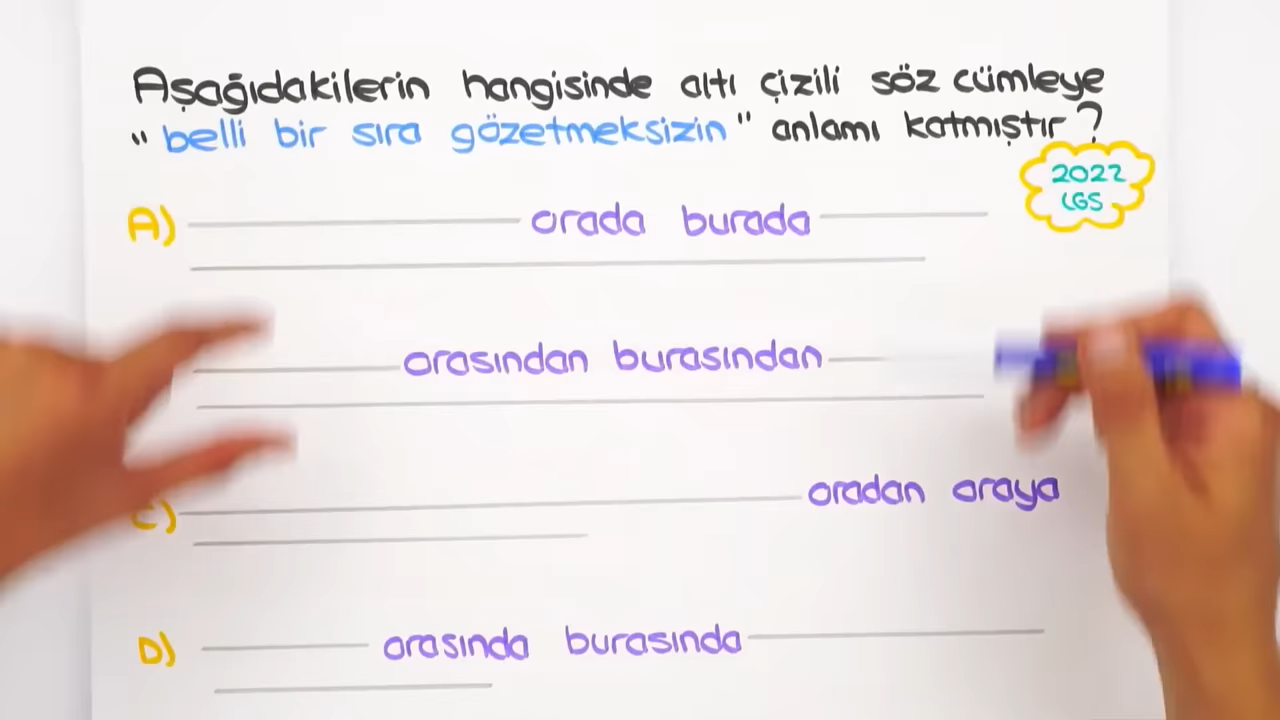 Aşağıdakilerin hangisinde altı çizili söz cümleye
"belli bir sıra gözetmeksizin" anlamı katmıştır?
2022
LGS
A) orada burada
orasından burasından
C) oradan oraya
D) orasında burasında